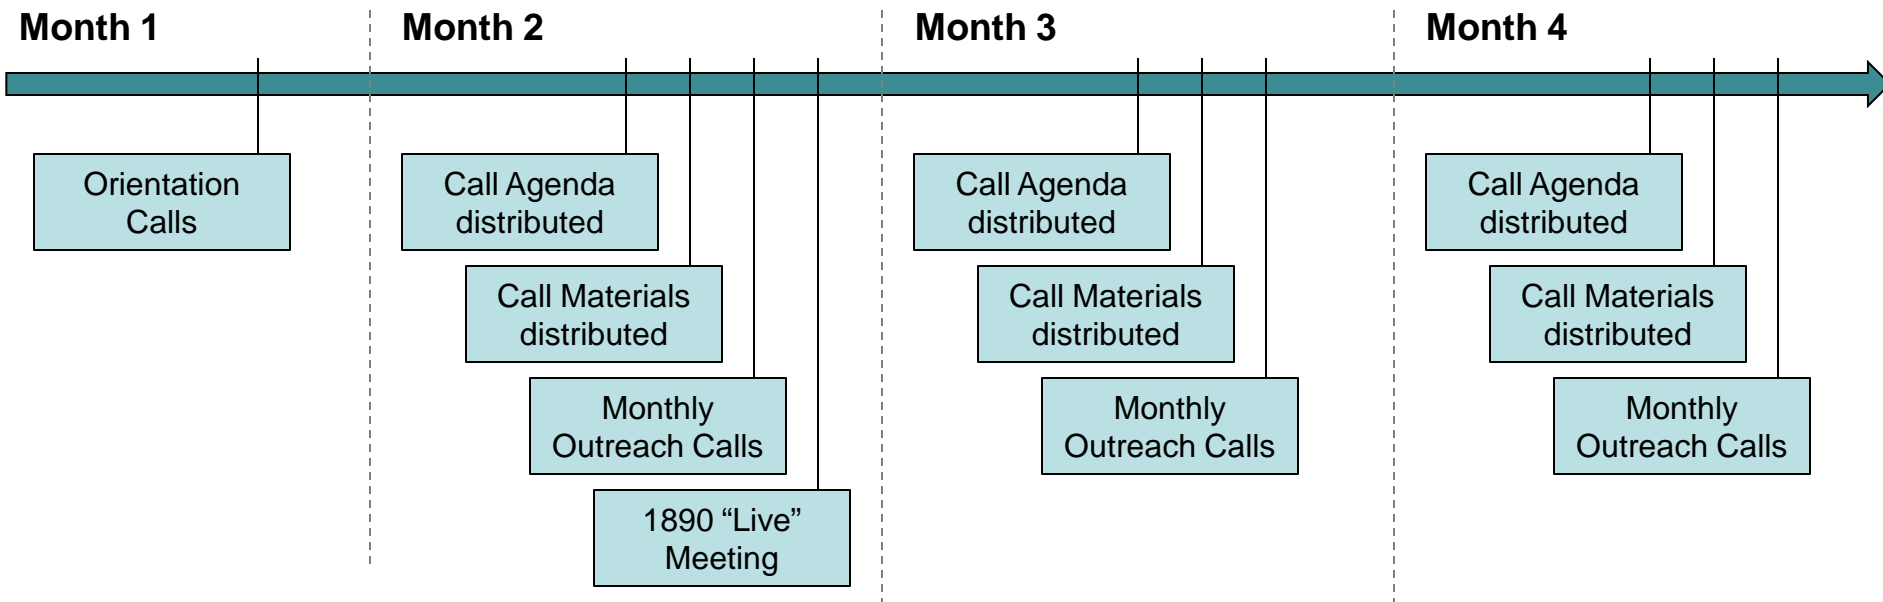 Month 1
Month 2
Month 3
Month 4
Orientation
Calls
Call Agenda
distributed
Call Materials
distributed
Monthly
Outreach Calls
1890 “Live”
Meeting
Call Agenda
distributed
Call Materials
distributed
Monthly
Outreach Calls
Call Agenda
distributed
Call Materials
distributed
Monthly
Outreach Calls